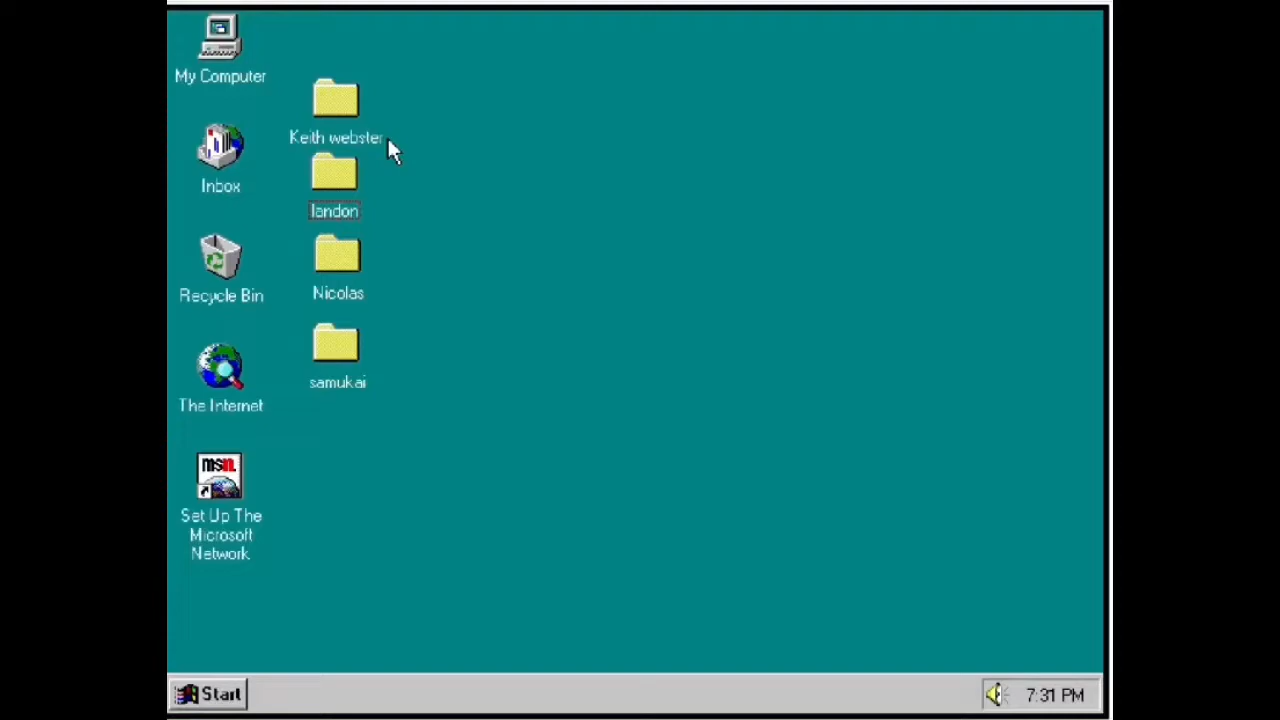 My Computer
Inbox
Recycle Bin
The Internet
msn.
Set Up The
Microsoft
Network
Keith webster
landon
Nicolas
samukai
Start
7:31 PM